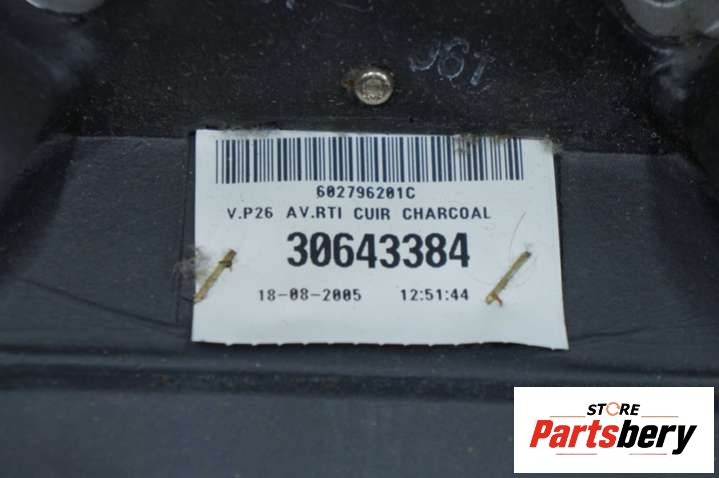 602796201C
V.P26 AV.RTI CUIR CHARCOAL
30643384
18-08-2005 12:51:44
STORE
Partsbery